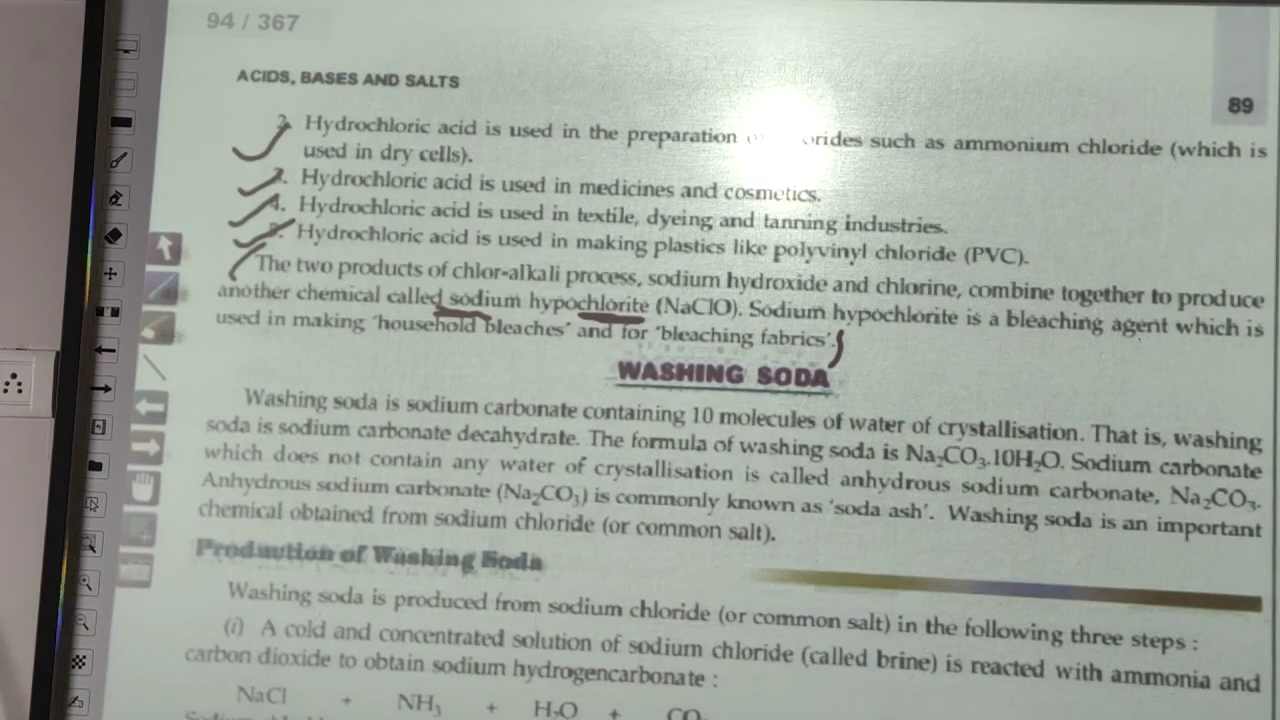 94 / 367
ACIDS, BASES AND SALTS
89
Hydrochloric acid is used in the preparation such as ammonium chloride (which is
used in dry cells).
Hydrochloric acid is used in medicines and cosmetics.
4. Hydrochloric acid is used in textile, dyeing and tanning industries.
Hydrochloric acid is used in making plastics like polyvinyl chloride (PVC).
The two products of chlor-alkali process, sodium hydroxide and chlorine, combine together to produce
another chemical called sodium hypochlorite (NaClO). Sodium hypochlorite is a bleaching agent which is
used in making 'household bleaches' and for 'bleaching fabrics'.
WASHING SODA
Washing soda is sodium carbonate containing 10 molecules of water of crystallisation. That is, washing
soda is sodium carbonate decahydrate. The formula of washing soda is Na₂CO₃.10H₂O. Sodium carbonate
which does not contain any water of crystallisation is called anhydrous sodium carbonate, Na₂CO₃.
Anhydrous sodium carbonate (Na₂CO₃) is commonly known as 'soda ash'. Washing soda is an important
chemical obtained from sodium chloride (or common salt).
Production of Washing Soda
Washing soda is produced from sodium chloride (or common salt) in the following three steps :
(i) A cold and concentrated solution of sodium chloride (called brine) is reacted with ammonia and
carbon dioxide to obtain sodium hydrogencarbonate :
NaCl + NH₃ + H₂O + CO₂